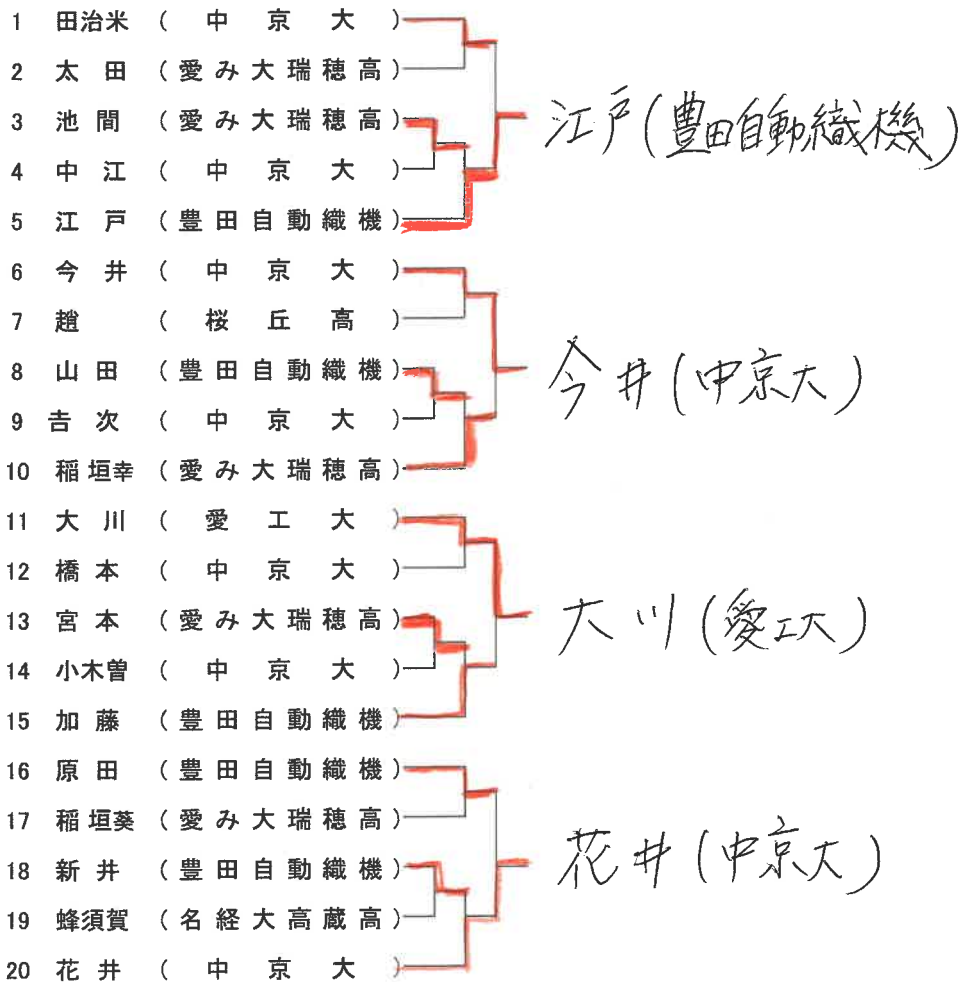 1 田治米 ( 中京大 )
2 太田 ( 愛み大瑞穂高 )
江戸(豊田自動織機)
3 池間 ( 愛み大瑞穂高 )
4 中江 ( 中京大 )
5 江戸 ( 豊田自動織機 )
6 今井 ( 中京大 )
7 趙 ( 桜丘高 )
今井(中京大)
8 山田 ( 豊田自動織機 )
9 吉次 ( 中京大 )
10 稲垣幸 ( 愛み大瑞穂高 )
11 大川 ( 愛工大 )
12 橋本 ( 中京大 )
大川(愛工大)
13 宮本 ( 愛み大瑞穂高 )
14 小木曽 ( 中京大 )
15 加藤 ( 豊田自動織機 )
16 原田 ( 豊田自動織機 )
17 稲垣葵 ( 愛み大瑞穂高 )
花井(中京大)
18 新井 ( 豊田自動織機 )
19 蜂須賀 ( 名経大高蔵高 )
20 花井 ( 中京大 )